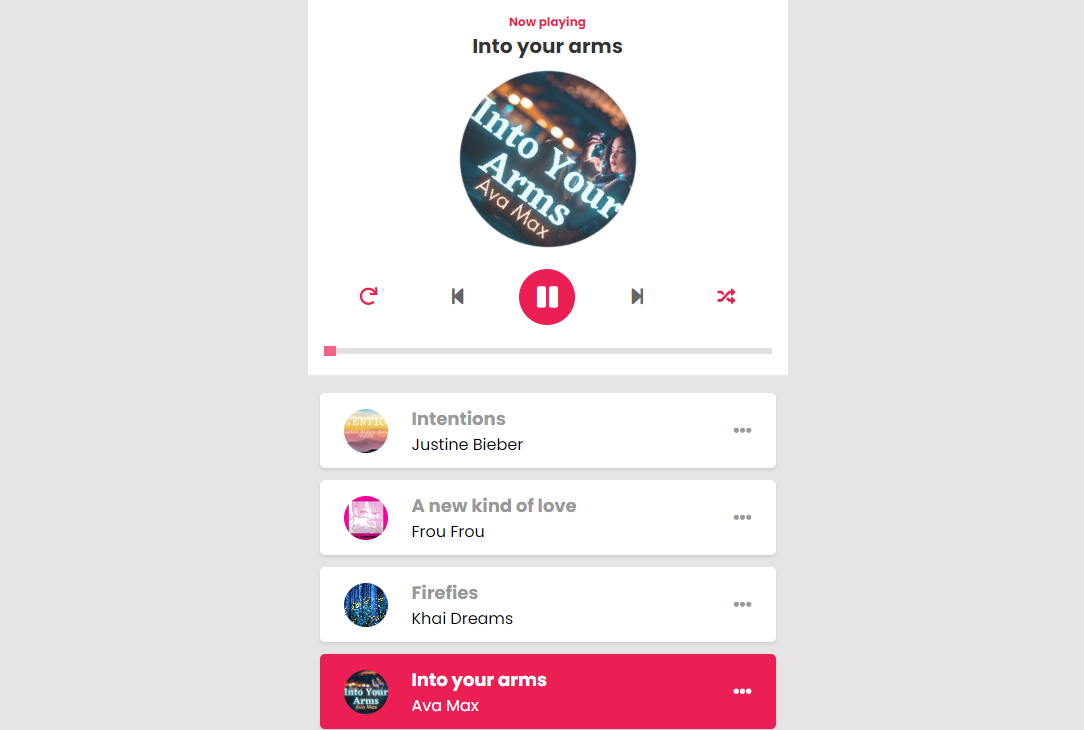 Now playing
Into your arms
Into Your
Arms
Ava Max
Intentions
Justine Bieber
A new kind of love
Frou Frou
Firefies
Khai Dreams
Into Your
Arms
Ava Max
Into your arms
Ava Max